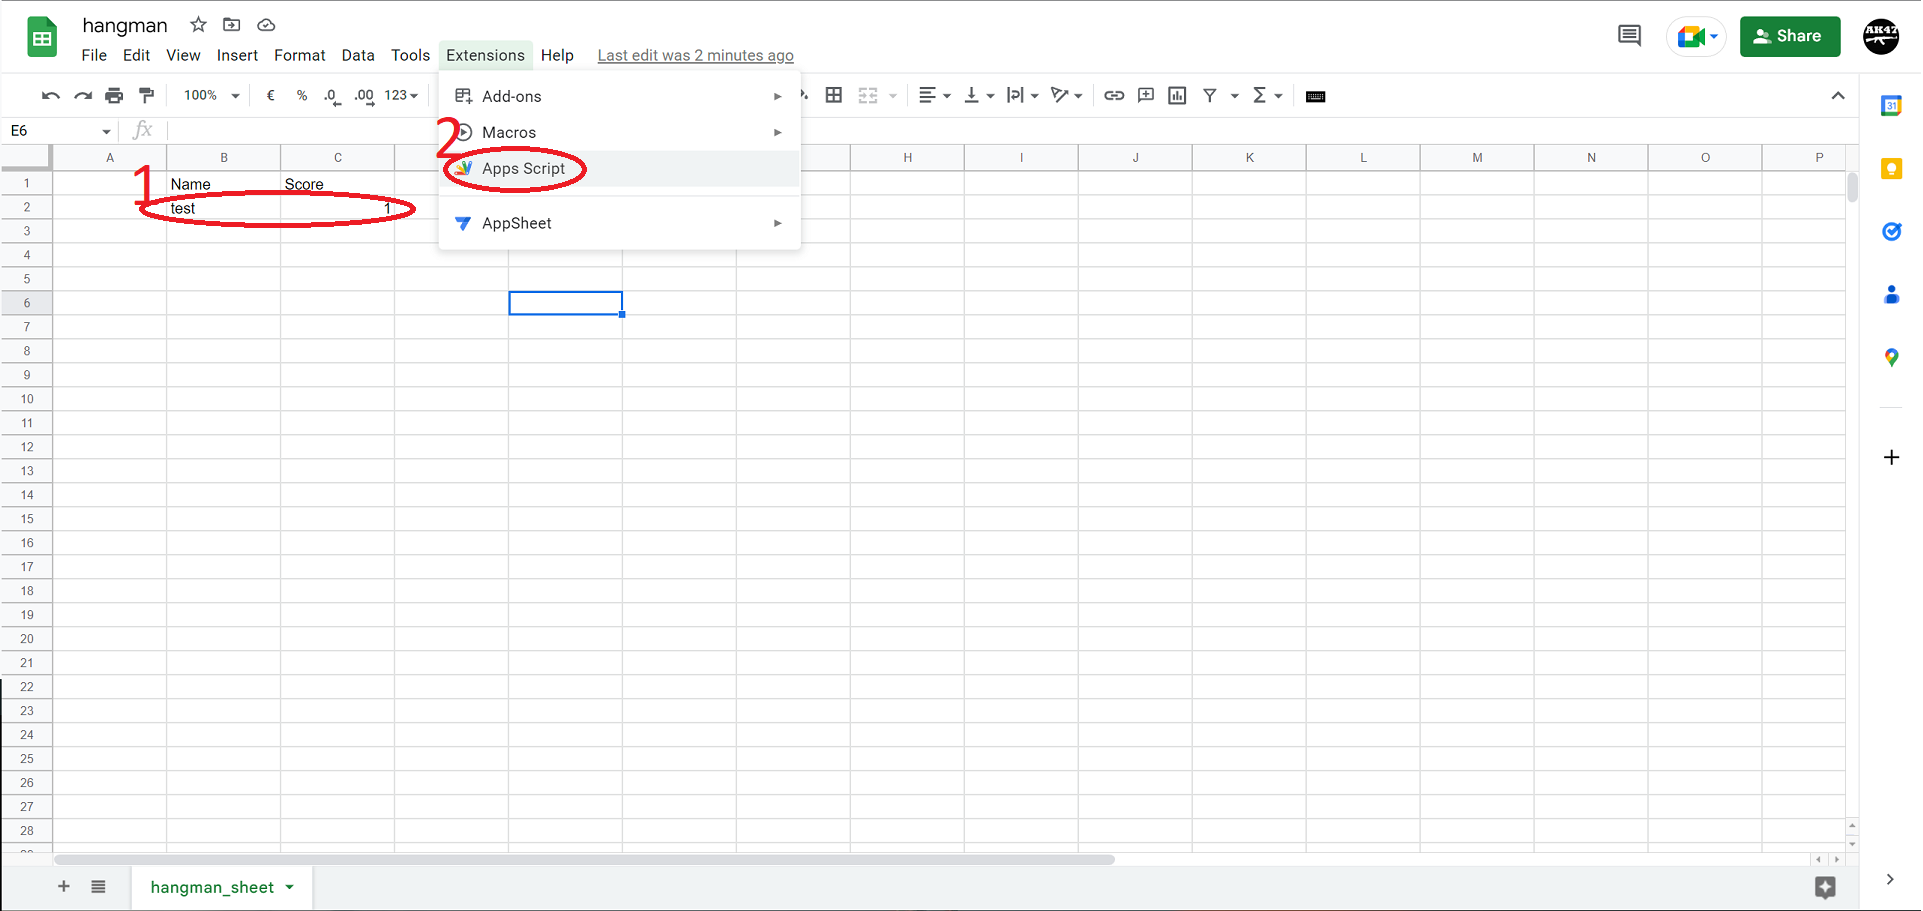 hangman
File Edit View Insert Format Data Tools Extensions Help Last edit was 2 minutes ago
Share
AK47
100% € % .0 .00 123
Add-ons
Macros
Apps Script
AppSheet
E6 fx
A B C H I J K L M N O P
1 Name Score
2 test 1
3
4
5
6
7
8
9
10
11
12
13
14
15
16
17
18
19
20
21
22
23
24
25
26
27
28
1
2
31
hangman_sheet